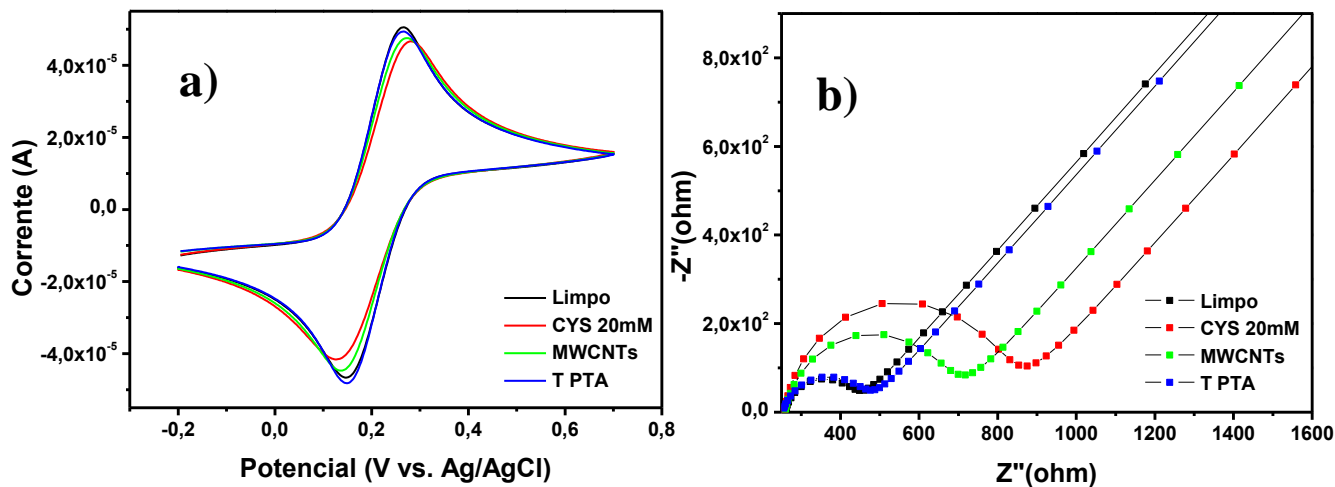 a)
4,0x10⁻⁵
2,0x10⁻⁵
0,0
-2,0x10⁻⁵
-4,0x10⁻⁵
Corrente (A)
Limpo
CYS 20mM
MWCNTs
T PTA
-0,2 0,0 0,2 0,4 0,6 0,8
Potencial (V vs. Ag/AgCl)
b)
8,0x10²
6,0x10²
4,0x10²
2,0x10²
0,0
-Z"(ohm)
Limpo
CYS 20mM
MWCNTs
T PTA
400 600 800 1000 1200 1400 1600
Z"(ohm)